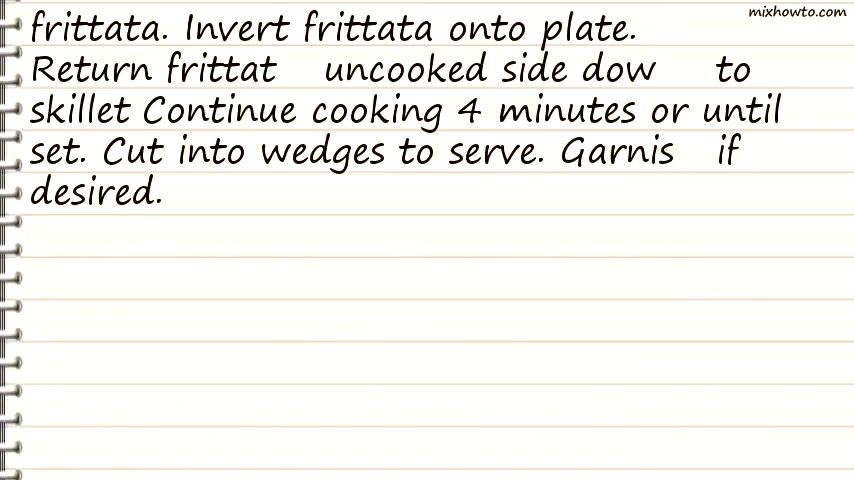 mixhowto.com
frittata. Invert frittata onto plate.
Return frittat uncooked side dow to
skillet Continue cooking 4 minutes or until
set. Cut into wedges to serve. Garnis if
desired.